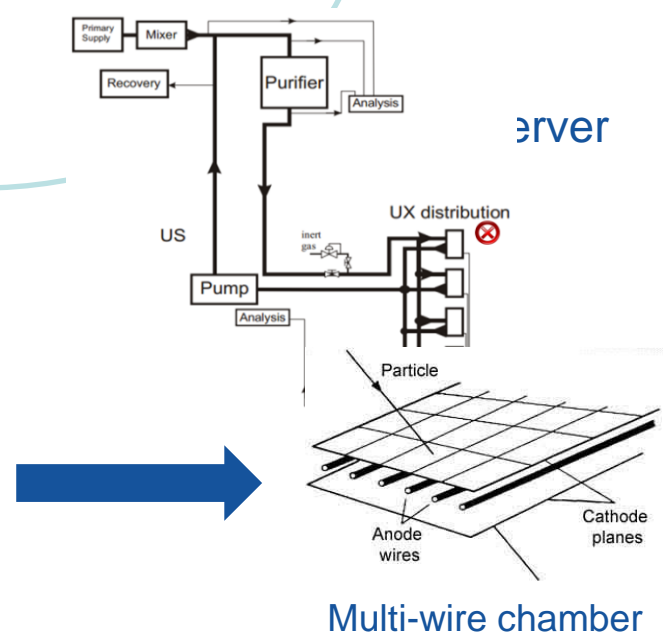 Primary
Supply
Mixer
Recovery
Purifier
Analysis
erver
US
UX distribution
inert
gas
Pump
Analysis
Particle
Anode
wires
Cathode
planes
Multi-wire chamber